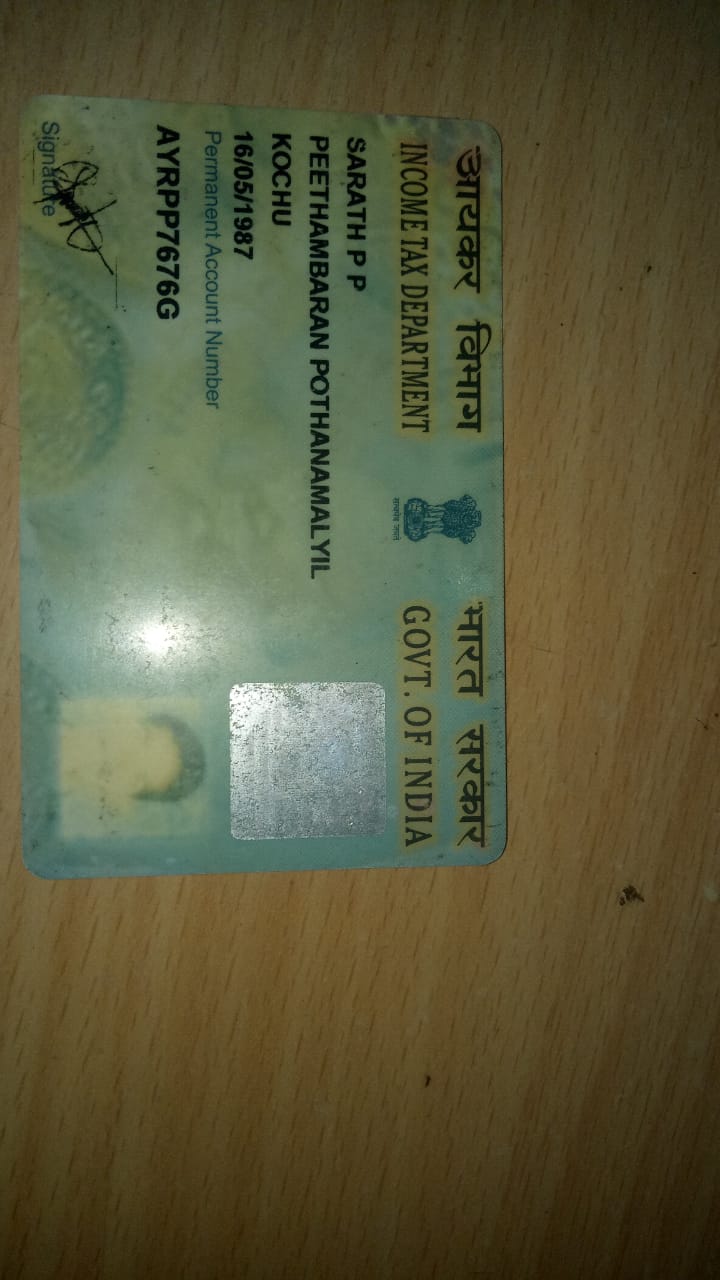 आयकर विभाग
INCOME TAX DEPARTMENT
भारत सरकार
GOVT. OF INDIA
सत्यमेव जयते
SARATH P P
PEETHAMBARAN POTHANAMALYIL
KOCHU
16/05/1987
Permanent Account Number
AYRPP7676G
Signature